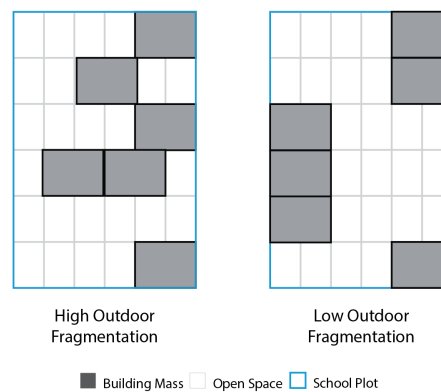 High Outdoor
Fragmentation
Low Outdoor
Fragmentation
Building Mass
Open Space
School Plot